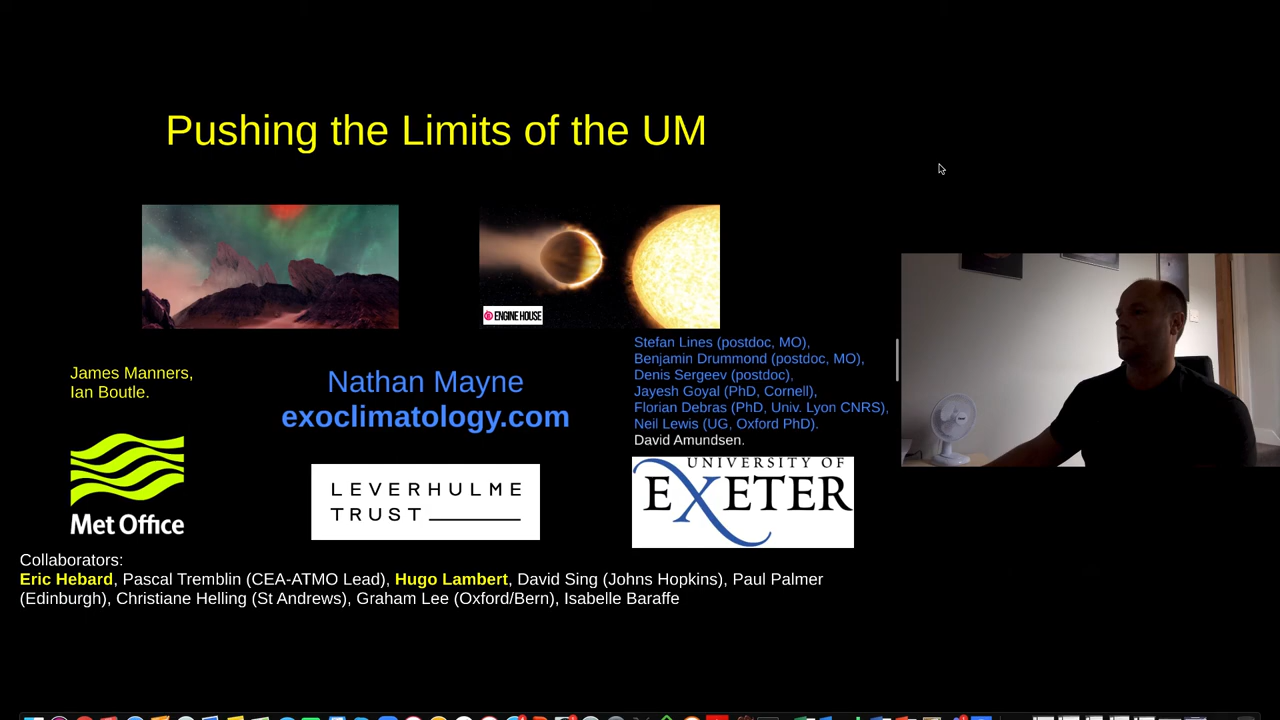 Pushing the Limits of the UM
ENGINE HOUSE
James Manners,
Ian Boutle.
Nathan Mayne
exoclimatology.com
Stefan Lines (postdoc, MO),
Benjamin Drummond (postdoc, MO),
Denis Sergeev (postdoc),
Jayesh Goyal (PhD, Cornell),
Florian Debras (PhD, Univ. Lyon CNRS),
Neil Lewis (UG, Oxford PhD).
David Amundsen.
Met Office
LEVERHULME
TRUST
UNIVERSITY OF
EXETER
Collaborators:
Eric Hebard, Pascal Tremblin (CEA-ATMO Lead), Hugo Lambert, David Sing (Johns Hopkins), Paul Palmer
(Edinburgh), Christiane Helling (St Andrews), Graham Lee (Oxford/Bern), Isabelle Baraffe